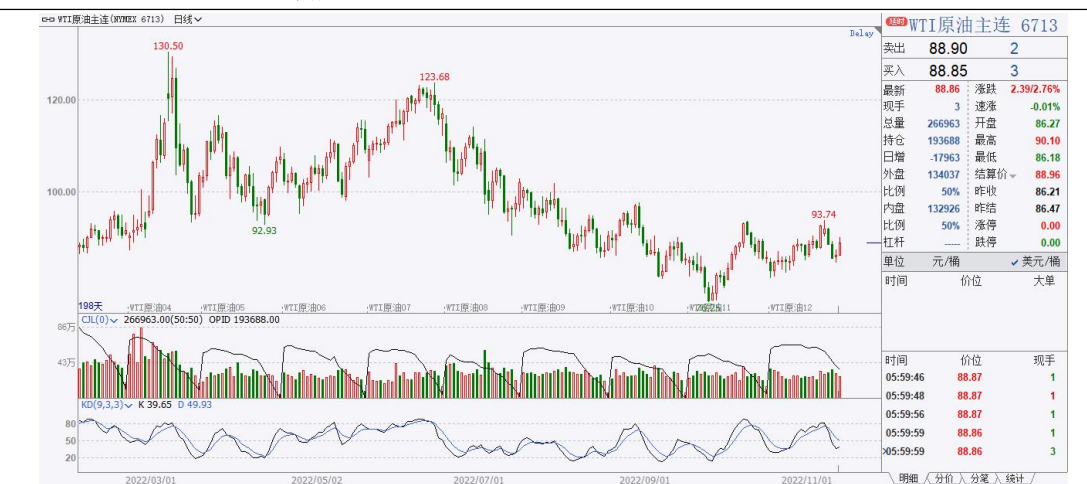 WTI原油主连(NYMEX 6713) 日线
Delay
130.50
123.68
120.00
100.00
92.93
93.74
198天
WTI原油04 WTI原油05 WTI原油06 WTI原油07 WTI原油08 WTI原油09 WTI原油10 WTI原油11 WTI原油12
CJL(0) 266963.00(50:50) OPID 193688.00
86万
43万
KD(9,3,3) K 39.65 D 49.93
80
50
20
2022/03/01 2022/05/02 2022/07/01 2022/09/01 2022/11/01
延时 WTI原油主连 6713
卖出 88.90 2
买入 88.85 3
最新 88.86 涨跌 2.39/2.76%
现手 3 速涨 -0.01%
总量 266963 开盘 86.27
持仓 193688 最高 90.10
日增 -17963 最低 86.18
外盘 134037 结算价 88.96
比例 50% 昨收 86.21
内盘 132926 昨结 86.47
比例 50% 涨停 0.00
杠杆 ----- 跌停 0.00
单位 元/桶 ✓ 美元/桶
时间 价位 大单
时间 价位 现手
05:59:46 88.87 1
05:59:48 88.87 1
05:59:56 88.87 1
05:59:59 88.86 1
05:59:59 88.86 3
明细 分价 分笔 统计